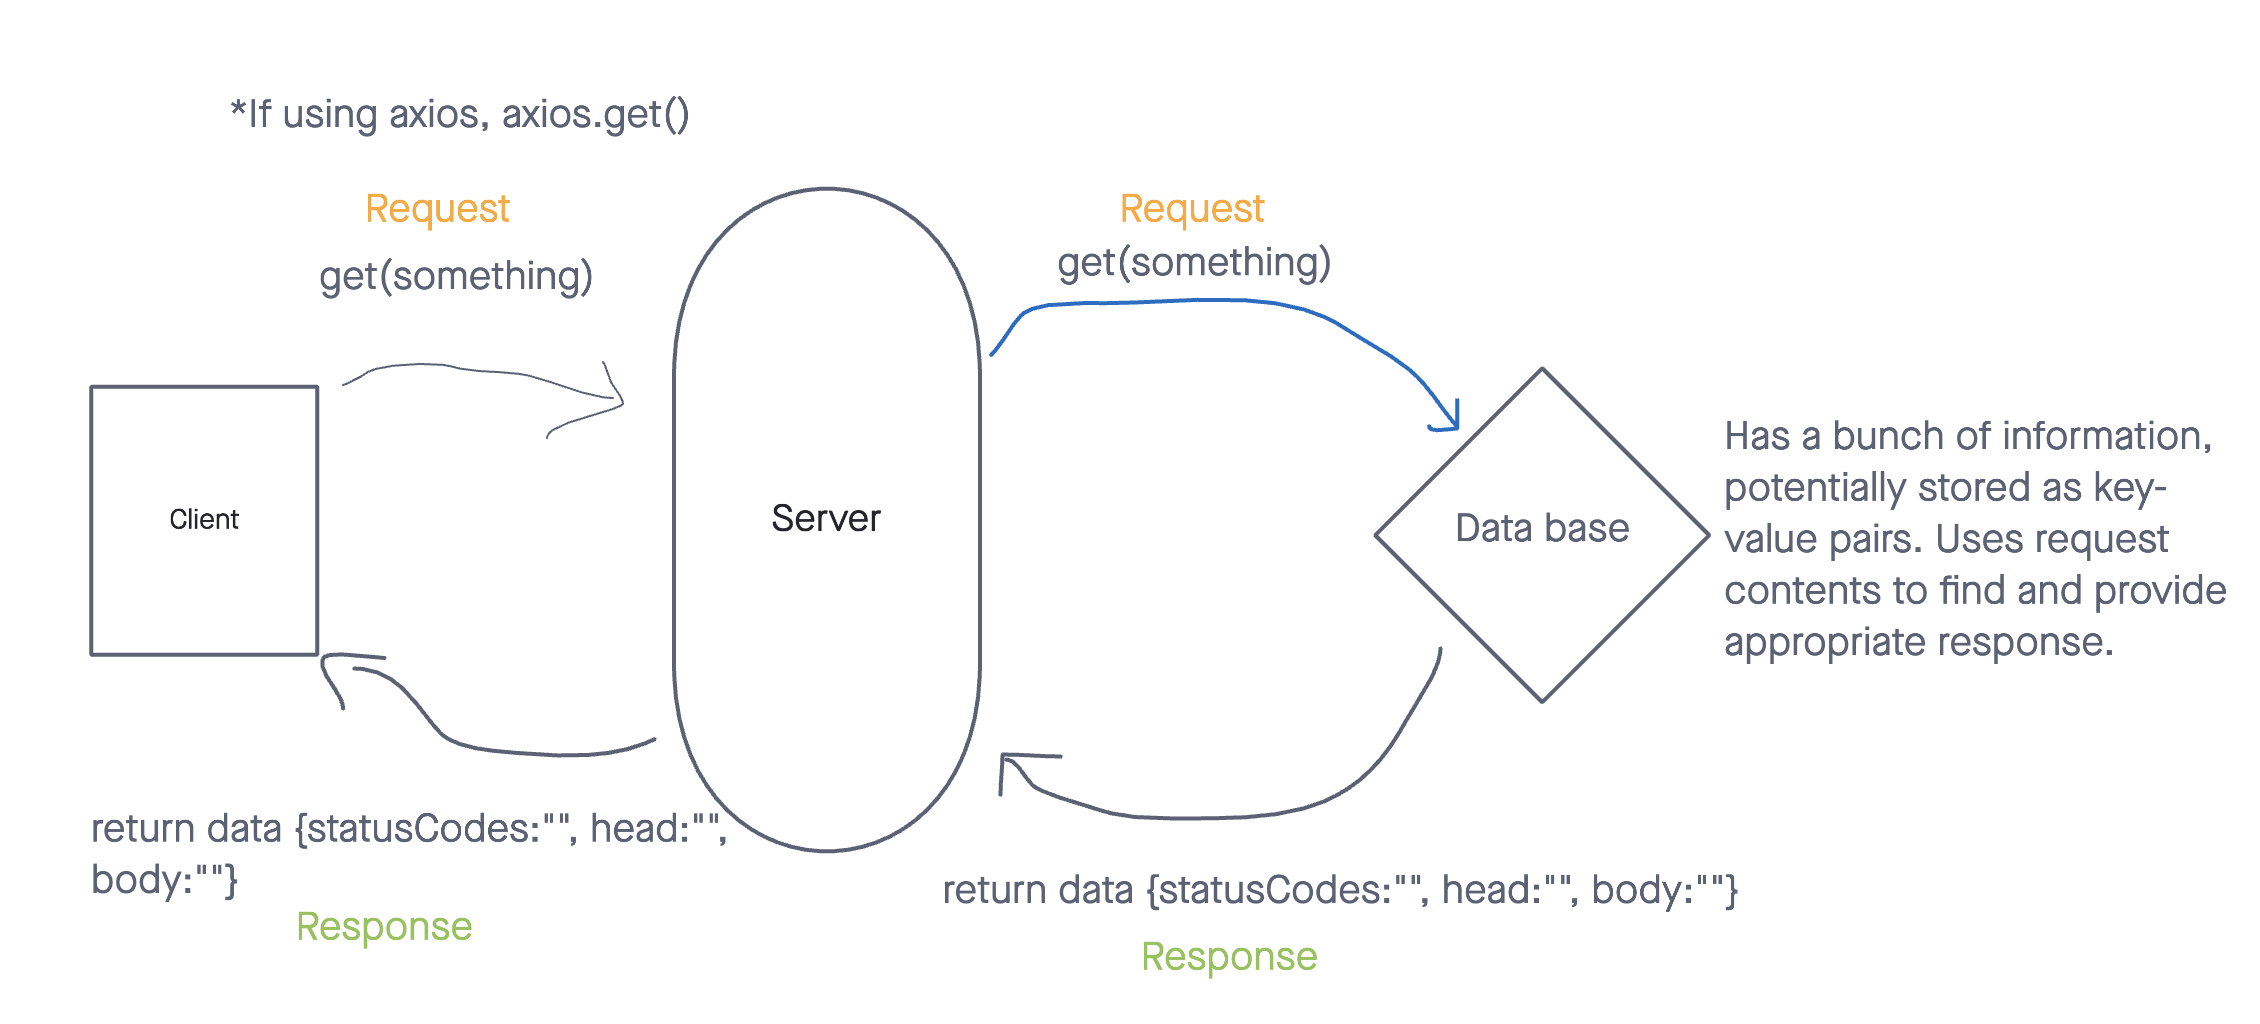 *If using axios, axios.get()
Request
get(something)
Request
get(something)
Client
Server
Data base
Has a bunch of information,
potentially stored as key-
value pairs. Uses request
contents to find and provide
appropriate response.
return data {statusCodes:"", head:"",
body:""}
Response
return data {statusCodes:"", head:"", body:""}
Response